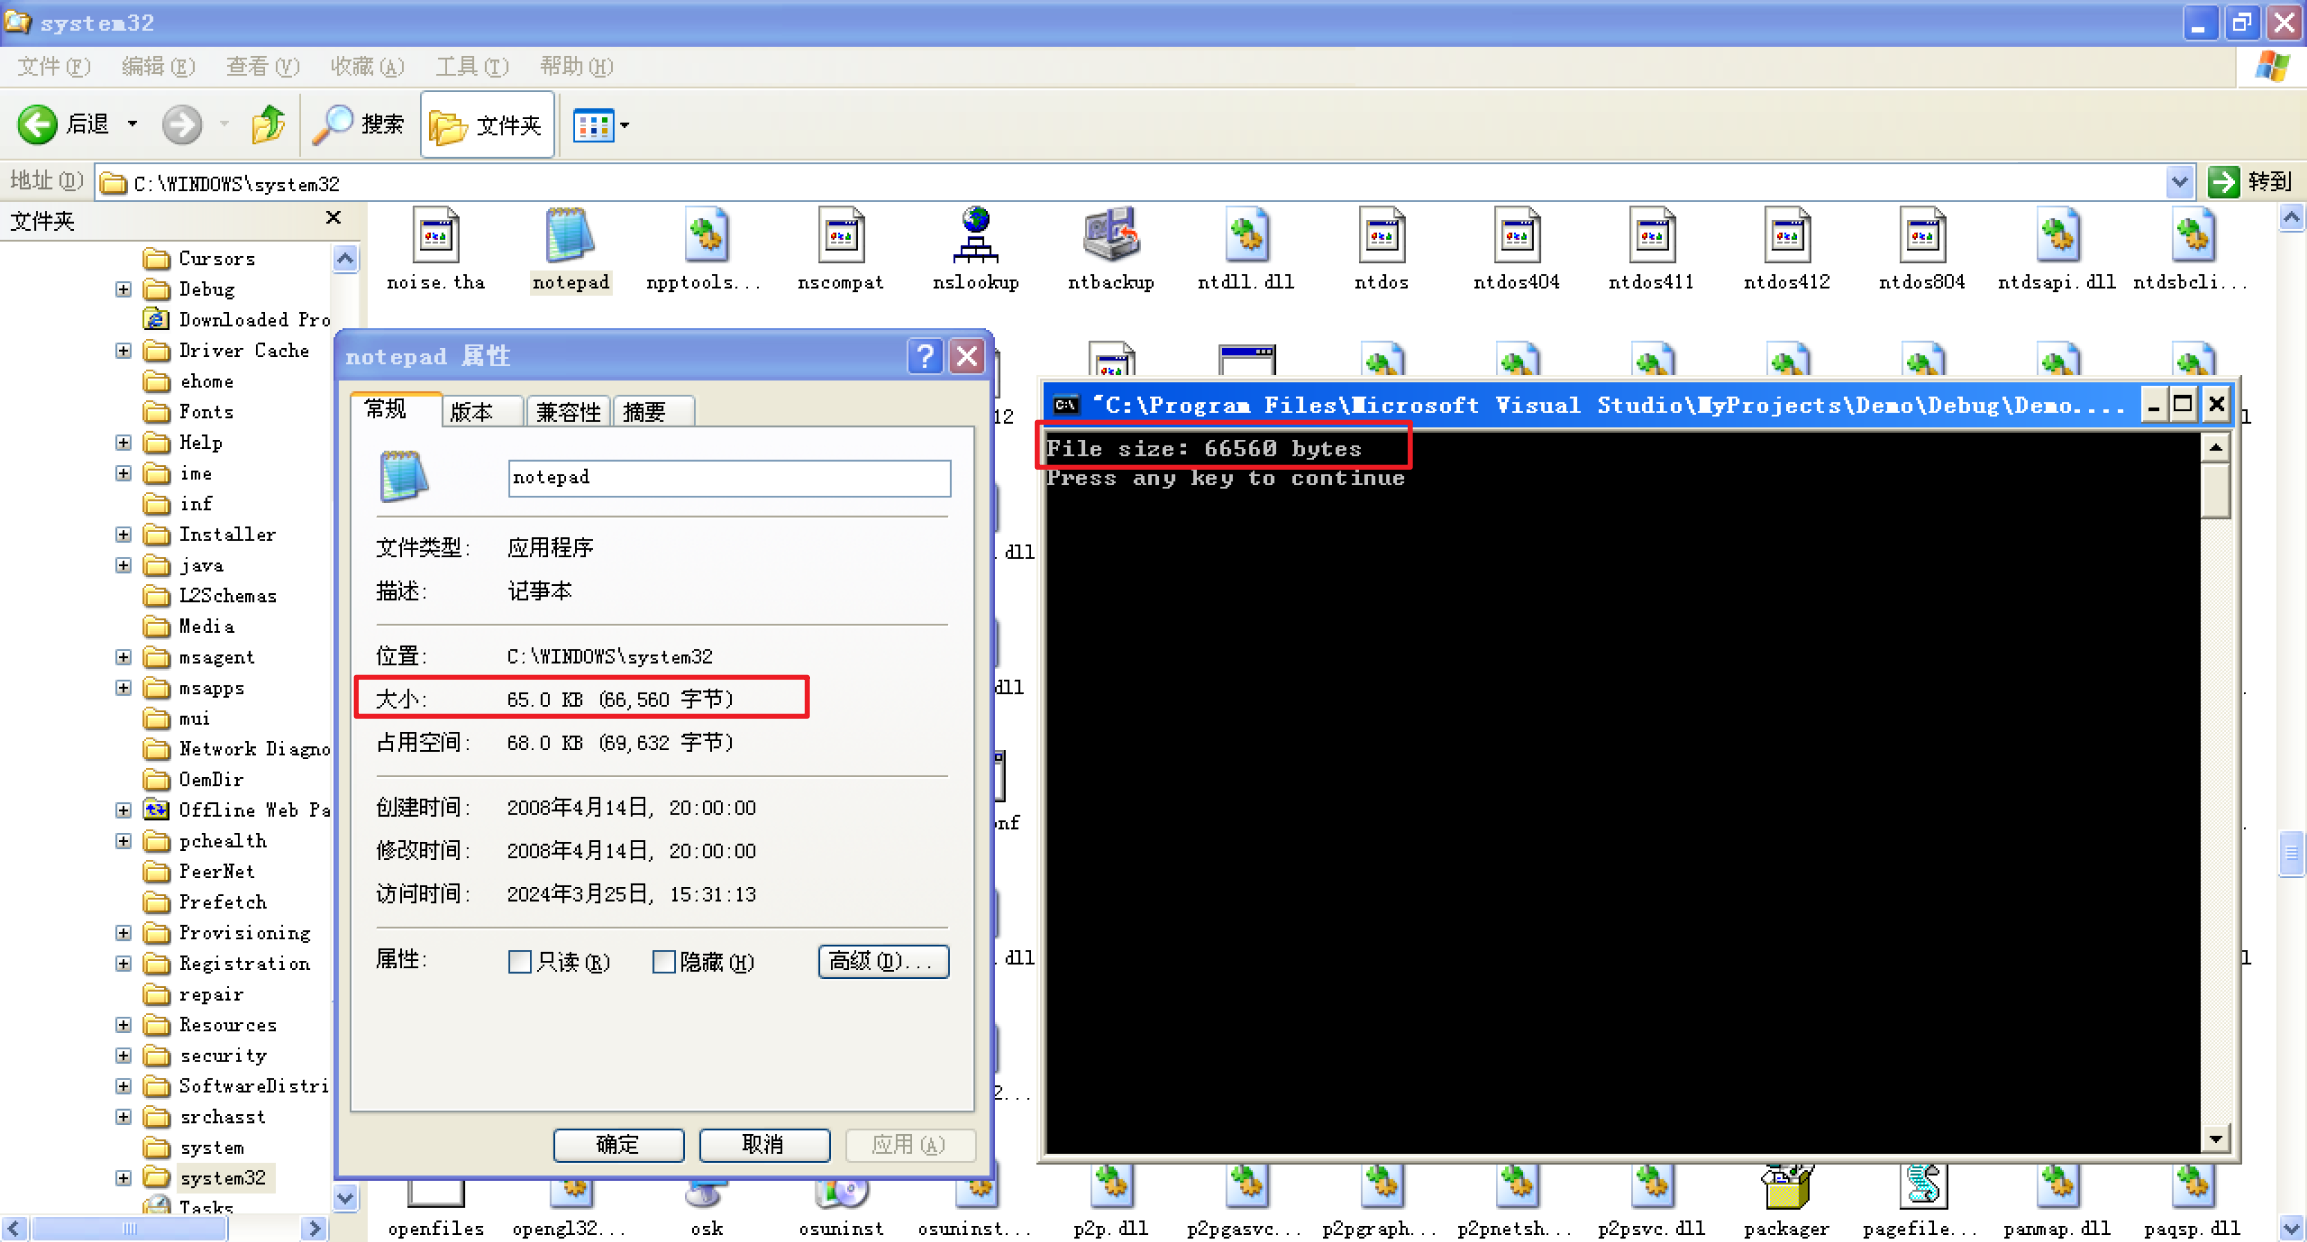 system32
文件(F) 编辑(E) 查看(V) 收藏(A) 工具(T) 帮助(H)
后退 搜索 文件夹
地址(D) C:\WINDOWS\system32 转到
文件夹
Cursors
Debug
Downloaded Pro
Driver Cache
ehome
Fonts
Help
ime
inf
Installer
java
L2Schemas
Media
msagent
msapps
mui
Network Diagno
OemDir
Offline Web Pa
pchealth
PeerNet
Prefetch
Provisioning
Registration
repair
Resources
security
SoftwareDistri
srchasst
system
system32
Tasks
noise.tha notepad npptools... nscompat nslookup ntbackup ntdll.dll ntdos ntdos404 ntdos411 ntdos412 ntdos804 ntdsapi.dll ntdsbcli...
notepad 属性
常规 版本 兼容性 摘要
notepad
文件类型: 应用程序
描述: 记事本
位置: C:\WINDOWS\system32
大小: 65.0 KB (66,560 字节)
占用空间: 68.0 KB (69,632 字节)
创建时间: 2008年4月14日, 20:00:00
修改时间: 2008年4月14日, 20:00:00
访问时间: 2024年3月25日, 15:31:13
属性: 只读(R) 隐藏(H) 高级(D)...
确定 取消 应用(A)
"C:\Program Files\Microsoft Visual Studio\MyProjects\Demo\Debug\Demo....
File size: 66560 bytes
Press any key to continue
openfiles opengl32... osk osuninst osuninst... p2p.dll p2pgasvc... p2pgraph... p2pnetsh... p2psvc.dll packager pagefile... panmap.dll paqsp.dll